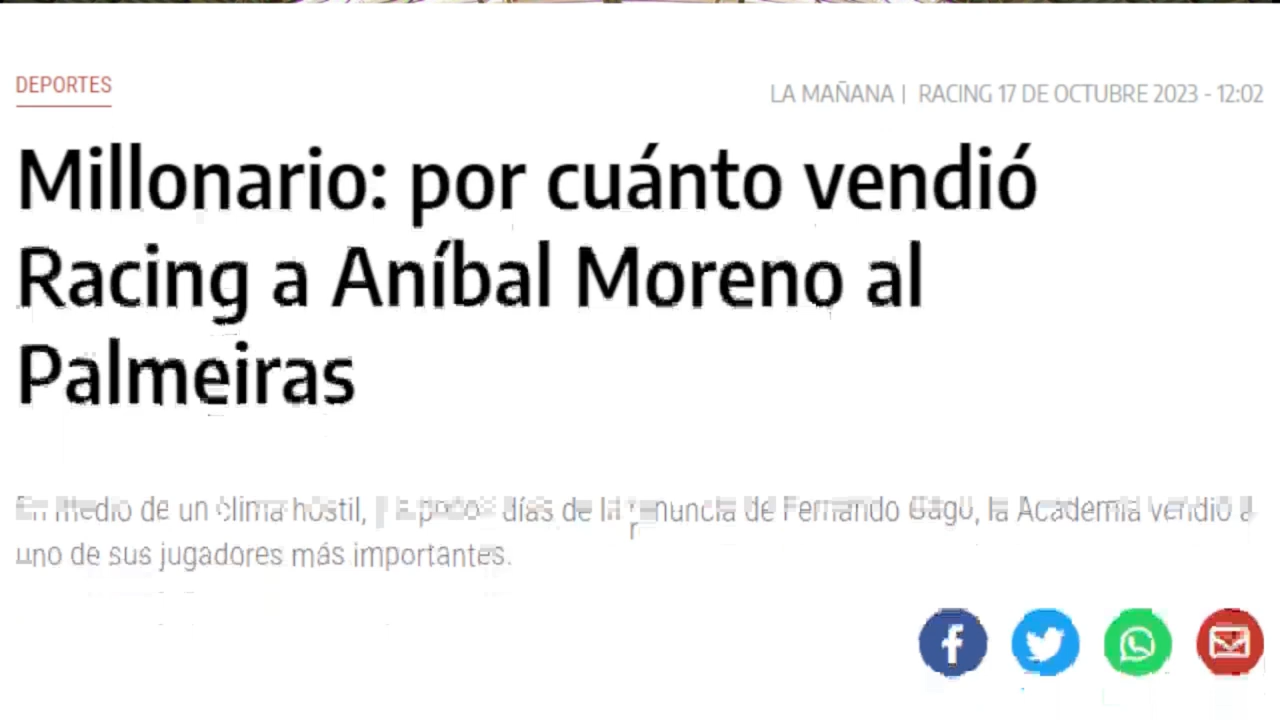 DEPORTES
LA MAÑANA | RACING 17 DE OCTUBRE 2023 - 12:02
Millonario: por cuánto vendió
Racing a Aníbal Moreno al
Palmeiras
En medio de un clima hostil, y a pocos días de la renuncia de Fernando Gago, la Academia vendió a
uno de sus jugadores más importantes.